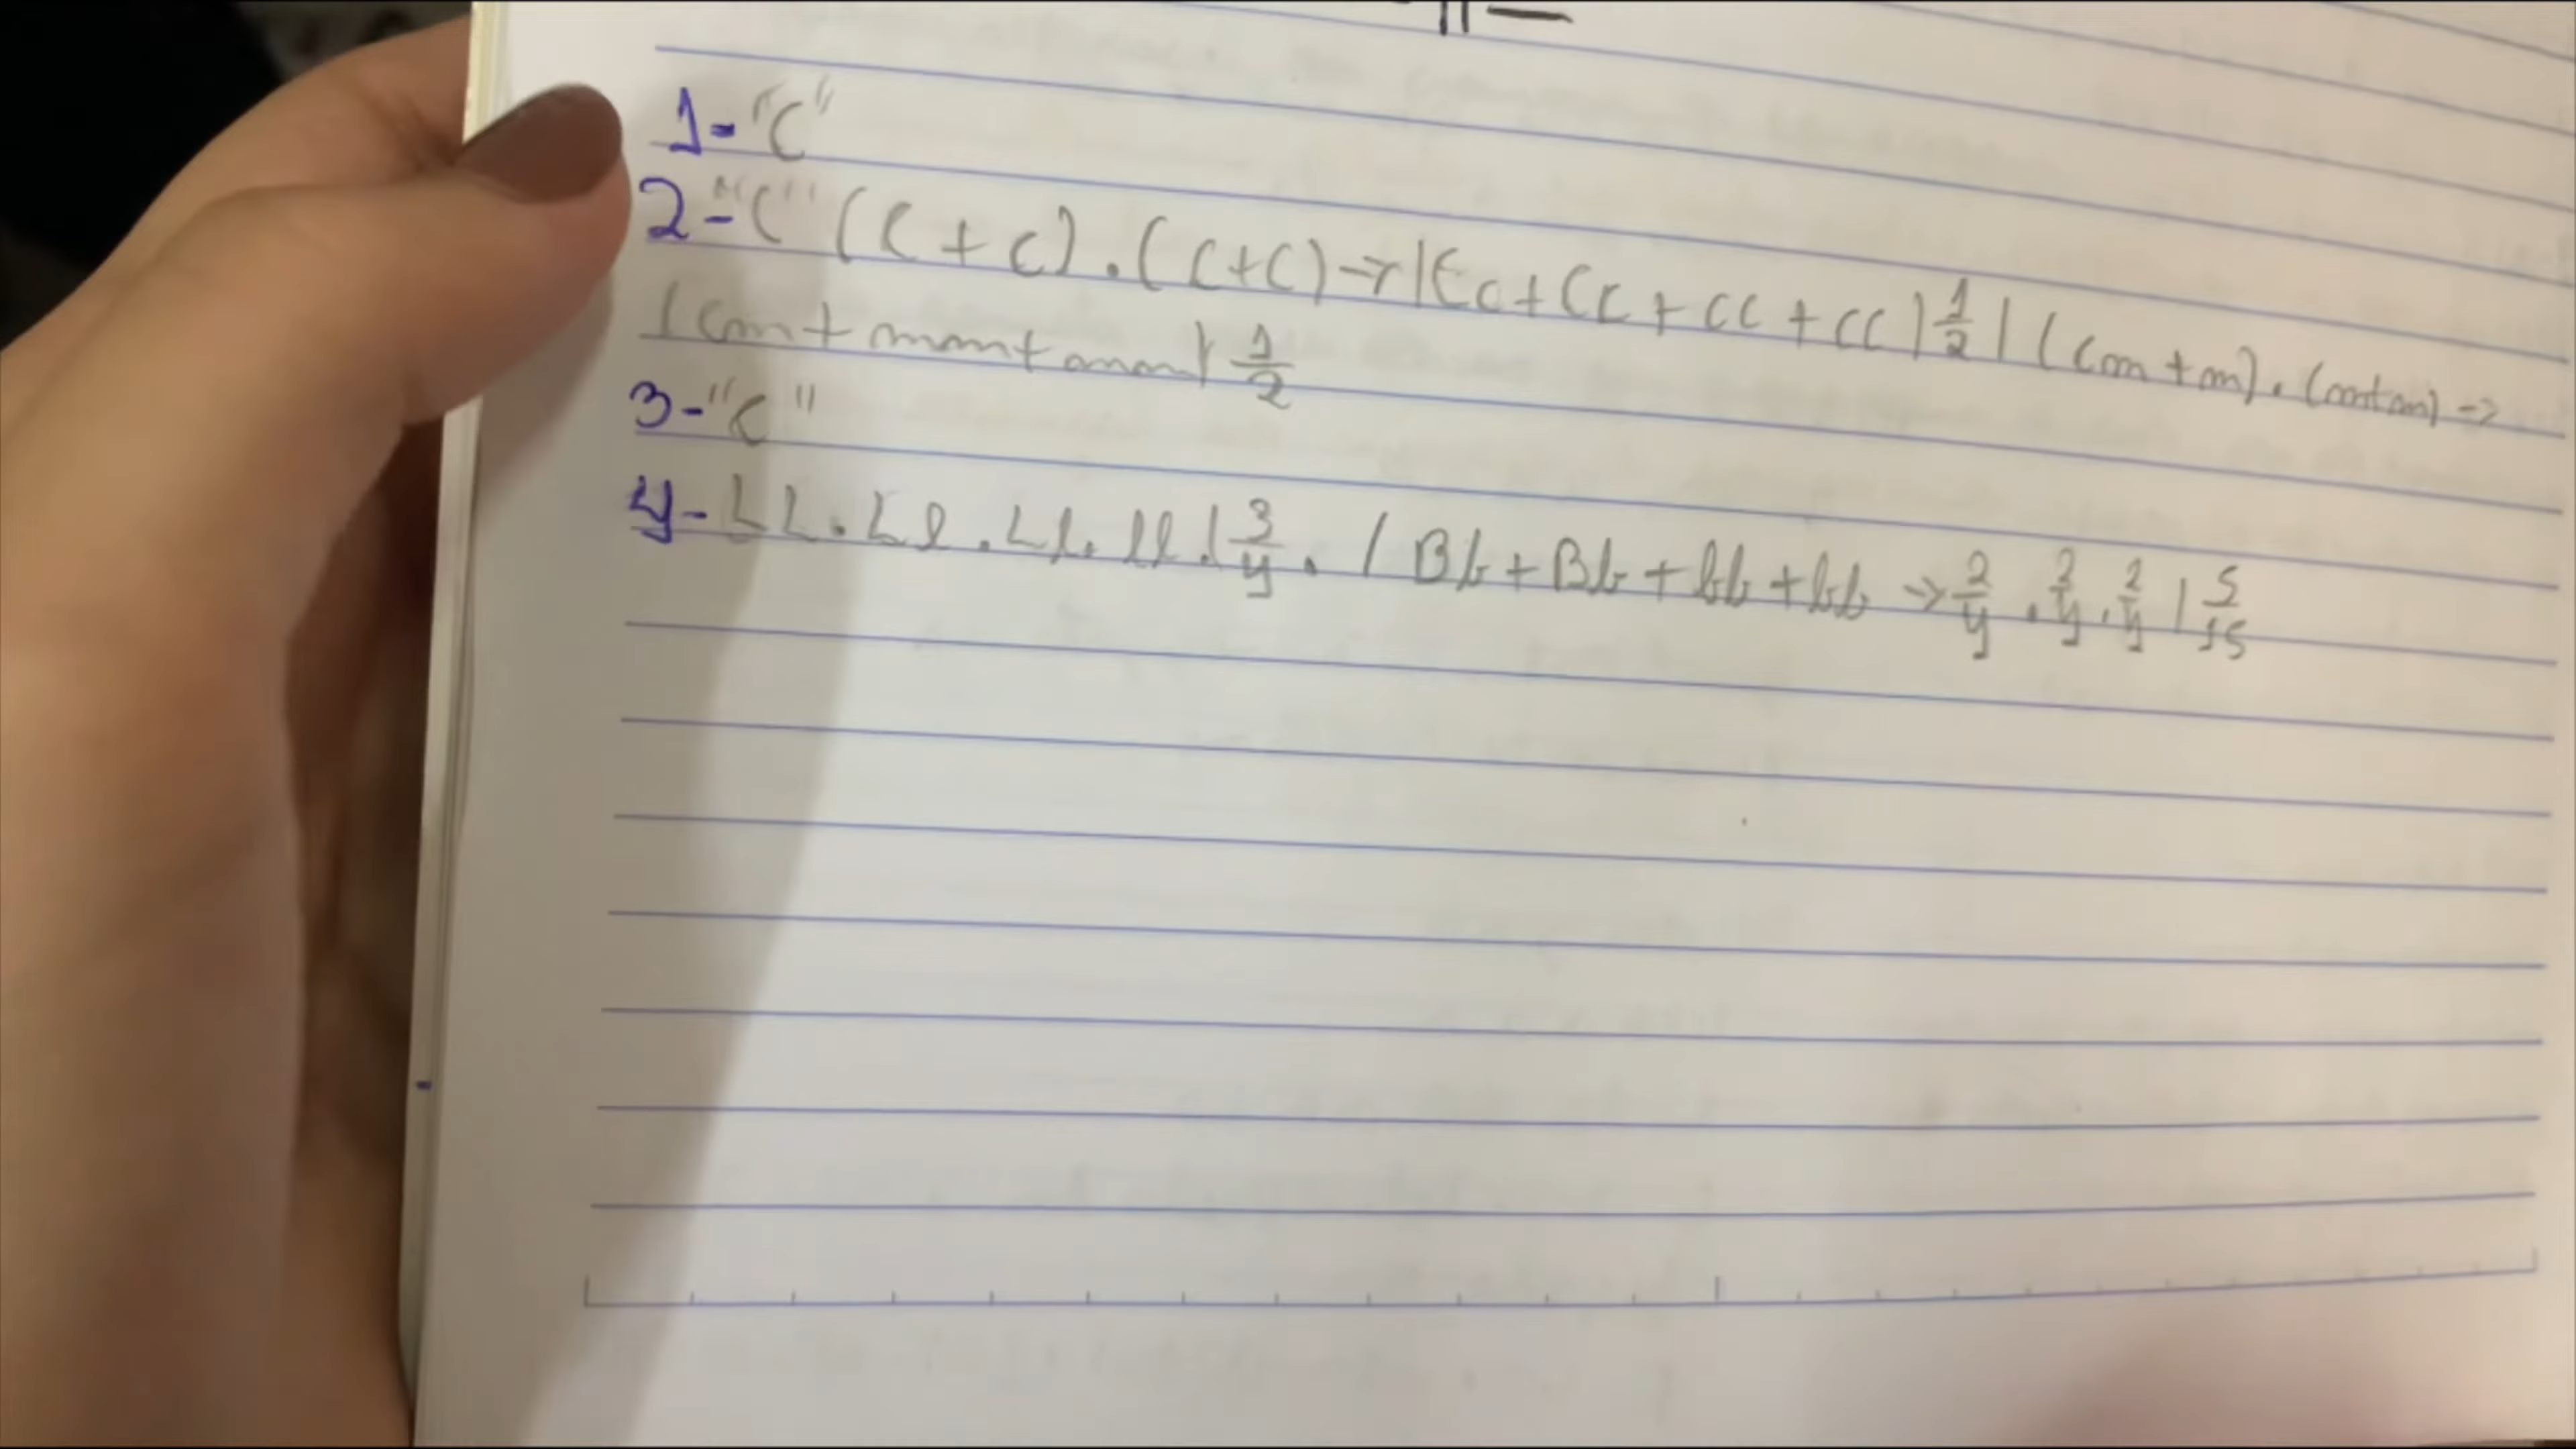 1-"C"
2-"C" (C + c) . (C+C) -> |Cc + Cc + cc + cc | 1/2 | (Cm + m) . (m+m) ->
(Cm + mm + mm) 1/2
3-"C"
4- LL . Ll . Ll . ll . | 3/4 . / Bb + Bb + bb + bb -> 2/4 . 2/4 . 2/4 | 5/15